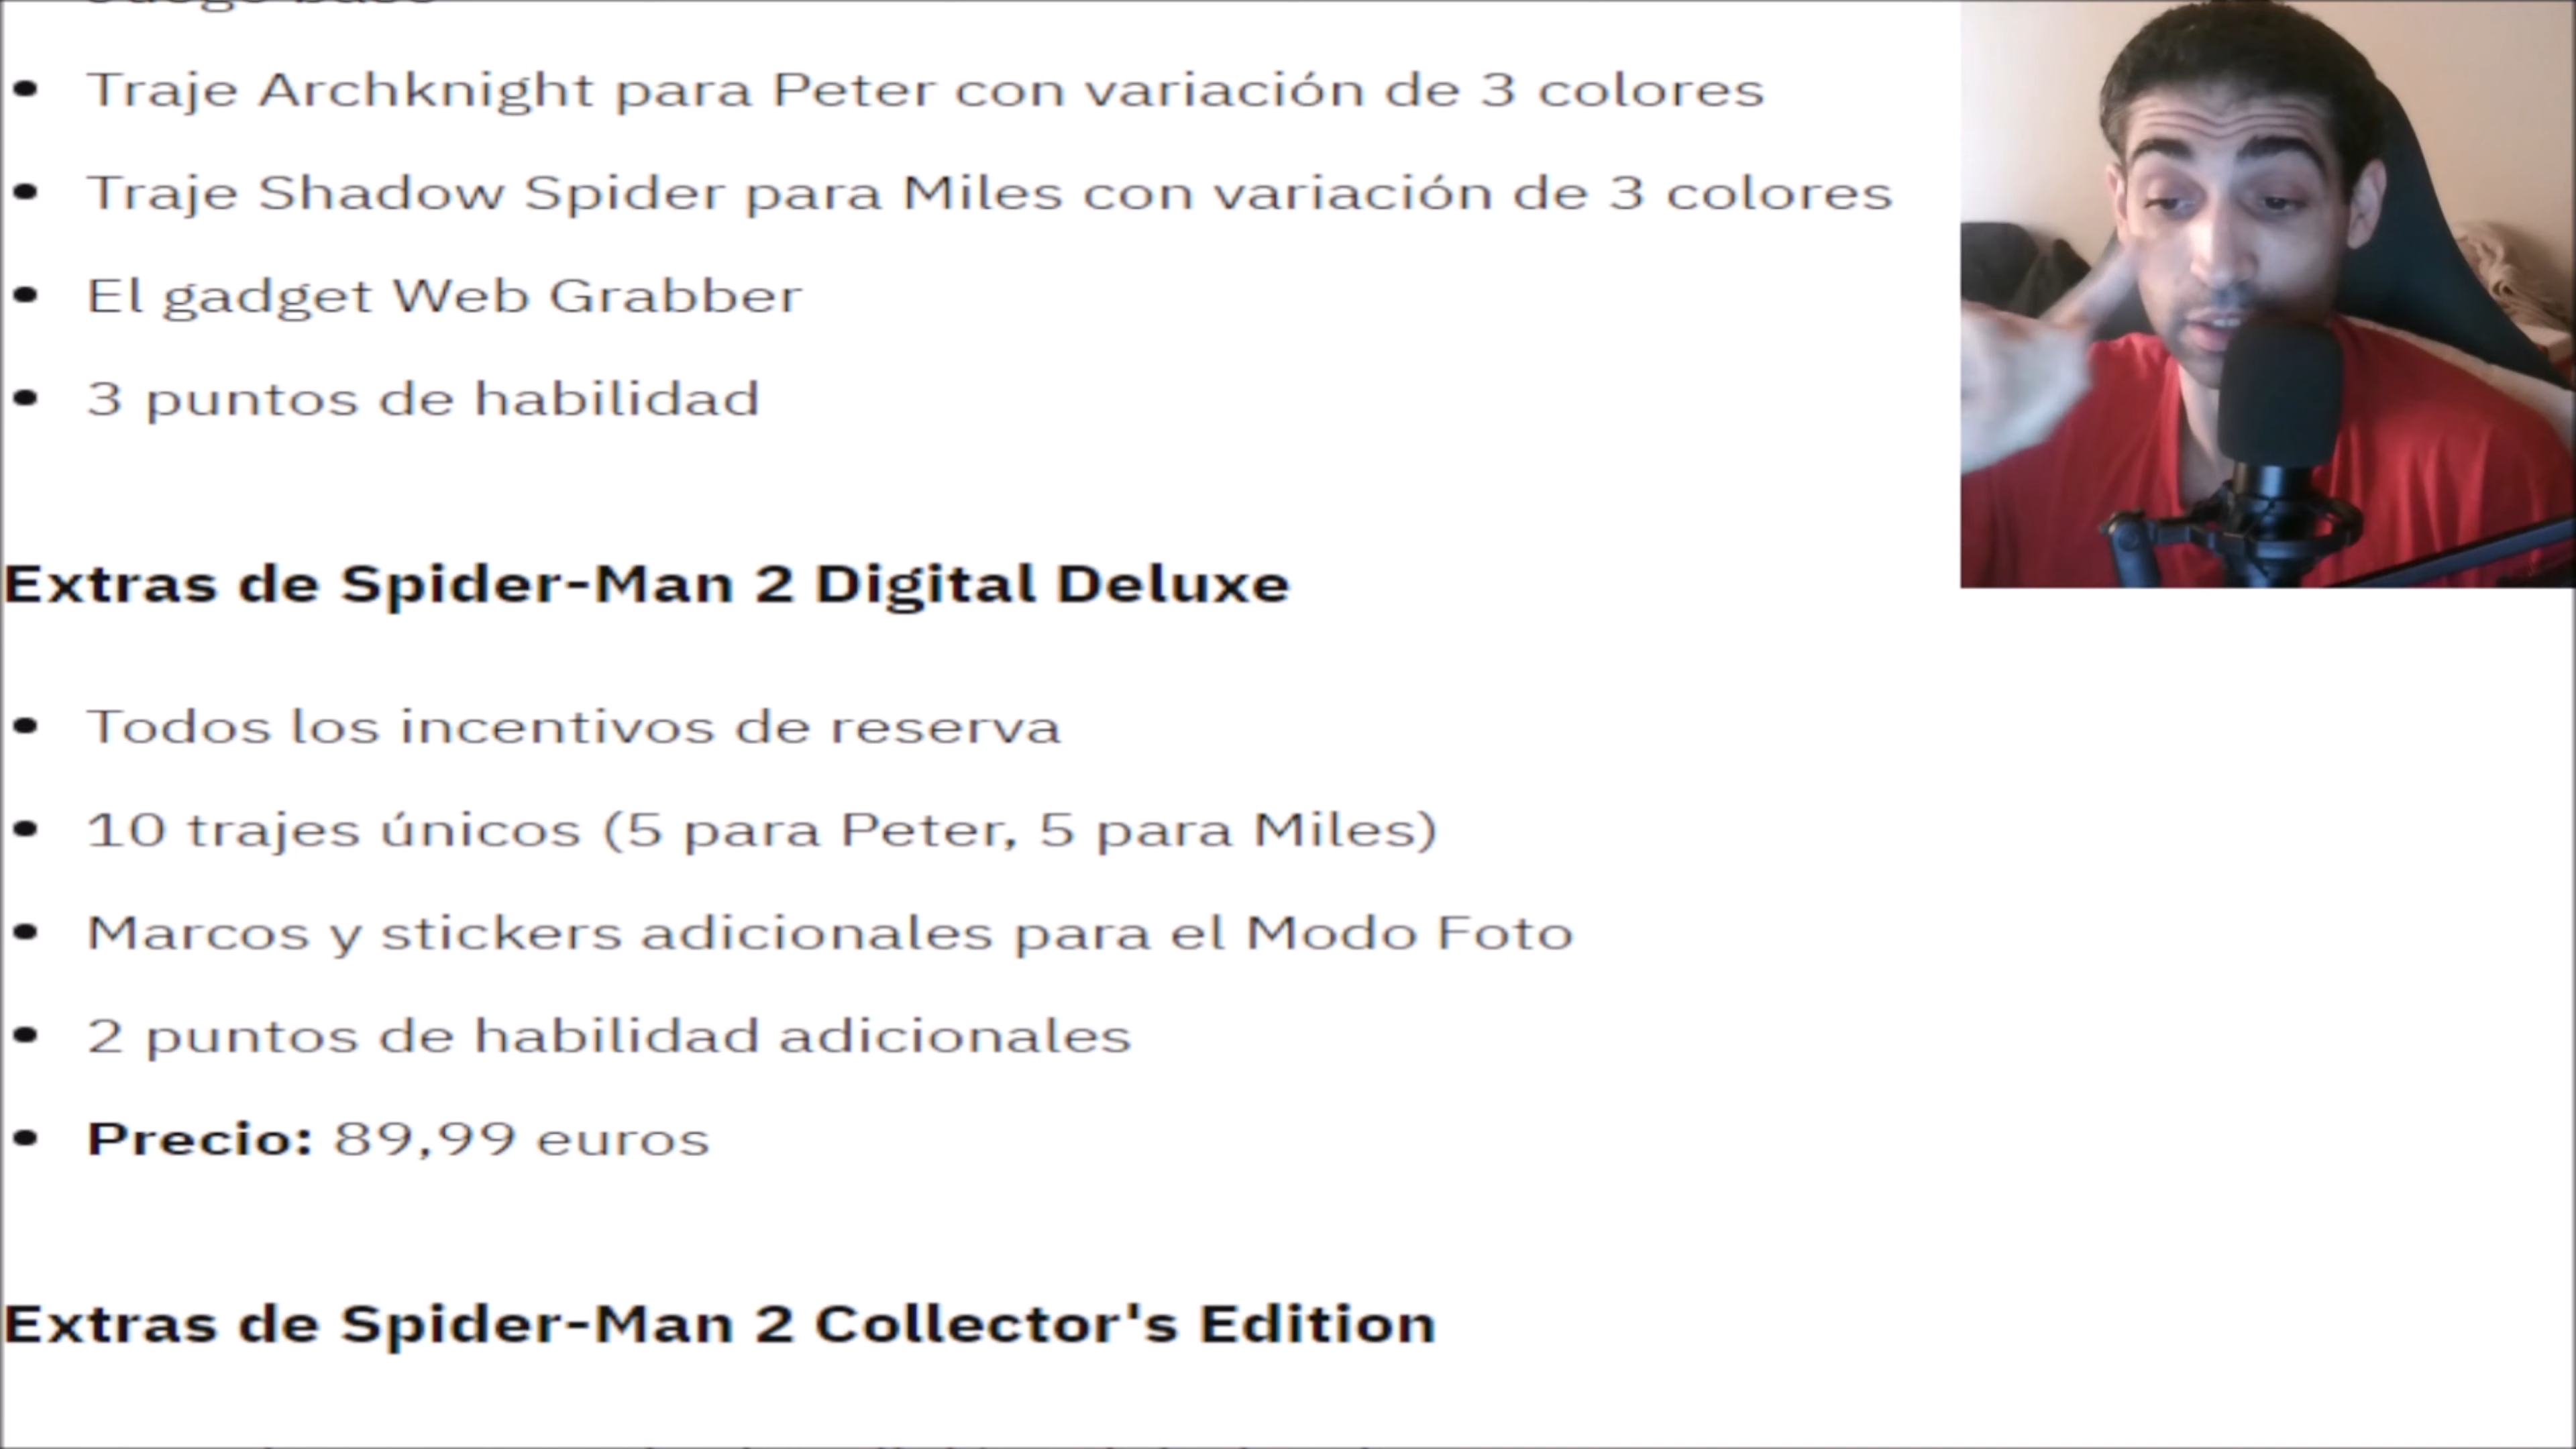 Traje Archknight para Peter con variación de 3 colores
Traje Shadow Spider para Miles con variación de 3 colores
El gadget Web Grabber
3 puntos de habilidad
Extras de Spider-Man 2 Digital Deluxe
Todos los incentivos de reserva
10 trajes únicos (5 para Peter, 5 para Miles)
Marcos y stickers adicionales para el Modo Foto
2 puntos de habilidad adicionales
Precio: 89,99 euros
Extras de Spider-Man 2 Collector's Edition